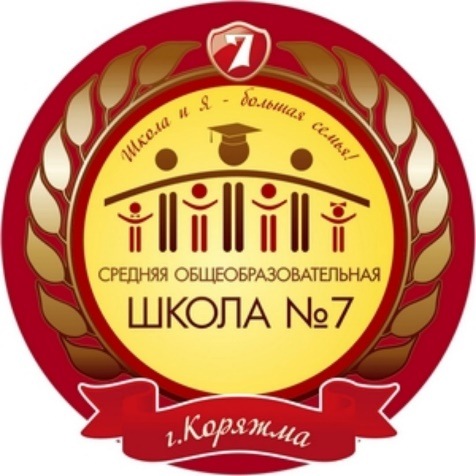 7
Школа и Я - большая семья!
СРЕДНЯЯ ОБЩЕОБРАЗОВАТЕЛЬНАЯ
ШКОЛА №7
г.Коряжма